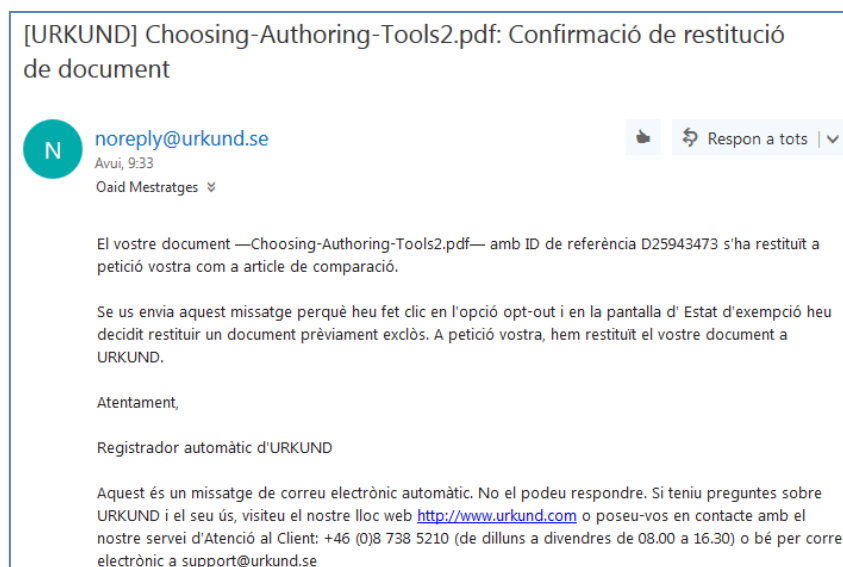 [URKUND] Choosing-Authoring-Tools2.pdf: Confirmació de restitució
de document
N
noreply@urkund.se
Respon a tots
Avui, 9:33
Oaid Mestratges
El vostre document —Choosing-Authoring-Tools2.pdf— amb ID de referència D25943473 s'ha restituït a
petició vostra com a article de comparació.
Se us envia aquest missatge perquè heu fet clic en l'opció opt-out i en la pantalla d' Estat d'exempció heu
decidit restituir un document prèviament exclòs. A petició vostra, hem restituït el vostre document a
URKUND.
Atentament,
Registrador automàtic d'URKUND
Aquest és un missatge de correu electrònic automàtic. No el podeu respondre. Si teniu preguntes sobre
URKUND i el seu ús, visiteu el nostre lloc web http://www.urkund.com o poseu-vos en contacte amb el
nostre servei d'Atenció al Client: +46 (0)8 738 5210 (de dilluns a divendres de 08.00 a 16.30) o bé per corre
electrònic a support@urkund.se